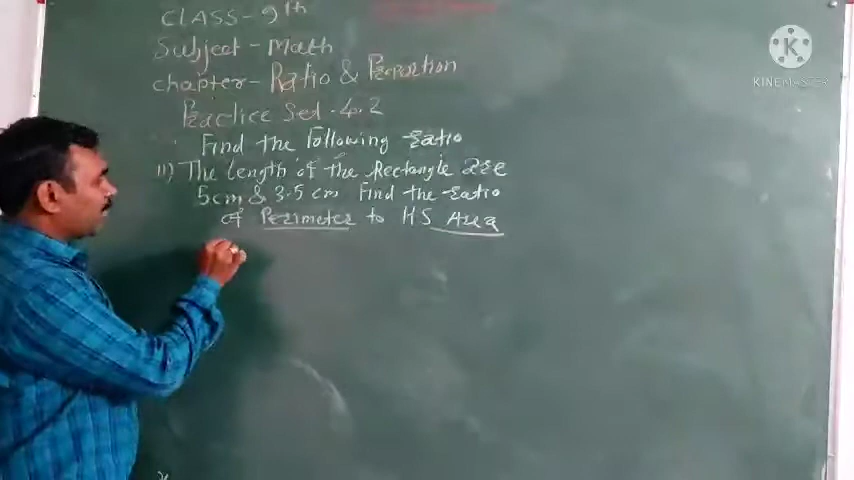 CLASS - 9th
Subject - Math
chapter - Ratio & Proportion
Practice Set - 4.2
Find the following ratio
II) The length of the Rectangle are
5cm & 3.5 cm Find the ratio
of Perimeter to its Area
K
KINEMASTER